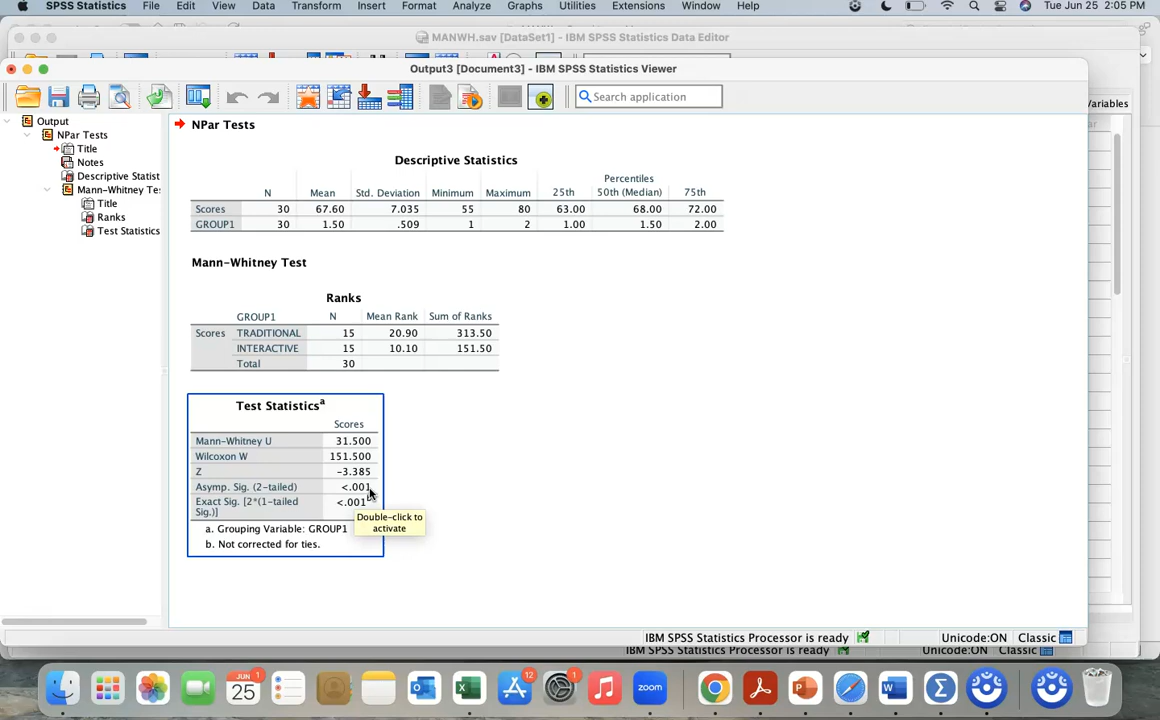 SPSS Statistics File Edit View Data Transform Insert Format Analyze Graphs Utilities Extensions Window Help Tue Jun 25 2:05 PM
MANWH.sav [DataSet1] - IBM SPSS Statistics Data Editor
Output3 [Document3] - IBM SPSS Statistics Viewer
Search application
Variables
Output
NPar Tests
Title
Notes
Descriptive Statist
Mann-Whitney Te
Title
Ranks
Test Statistics
NPar Tests
Descriptive Statistics
Percentiles
N Mean Std. Deviation Minimum Maximum 25th 50th (Median) 75th
Scores 30 67.60 7.035 55 80 63.00 68.00 72.00
GROUP1 30 1.50 .509 1 2 1.00 1.50 2.00
Mann-Whitney Test
Ranks
GROUP1 N Mean Rank Sum of Ranks
Scores TRADITIONAL 15 20.90 313.50
INTERACTIVE 15 10.10 151.50
Total 30
Test Statistics a
Scores
Mann-Whitney U 31.500
Wilcoxon W 151.500
Z -3.385
Asymp. Sig. (2-tailed) <.001
Exact Sig. [2*(1-tailed <.001 b
Sig.)]
a. Grouping Variable: GROUP1
b. Not corrected for ties.
Double-click to
activate
IBM SPSS Statistics Processor is ready Unicode:ON Classic
IBM SPSS Statistics Processor is ready Unicode:ON Classic
JUN 1
25
12
1
zoom